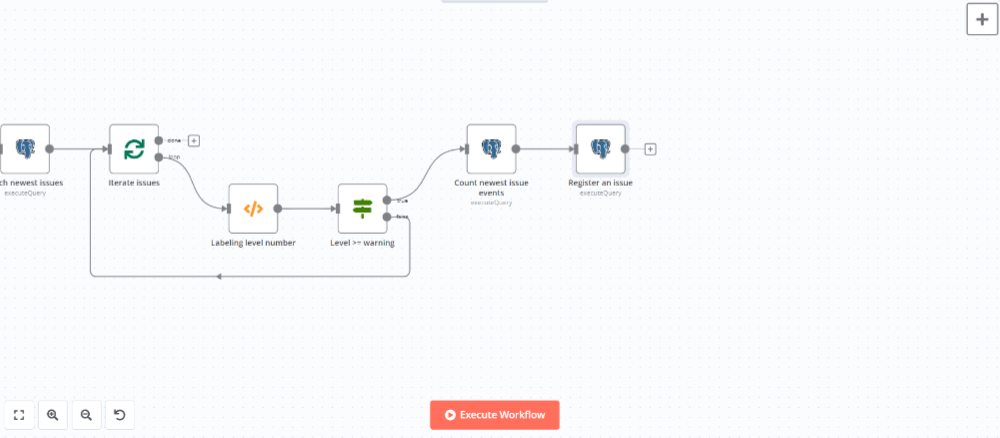 done
loop
ch newest issues
executeQuery
Iterate issues
Count newest issue
events
executeQuery
Register an issue
executeQuery
true
false
Labeling level number
Level >= warning
Execute Workflow